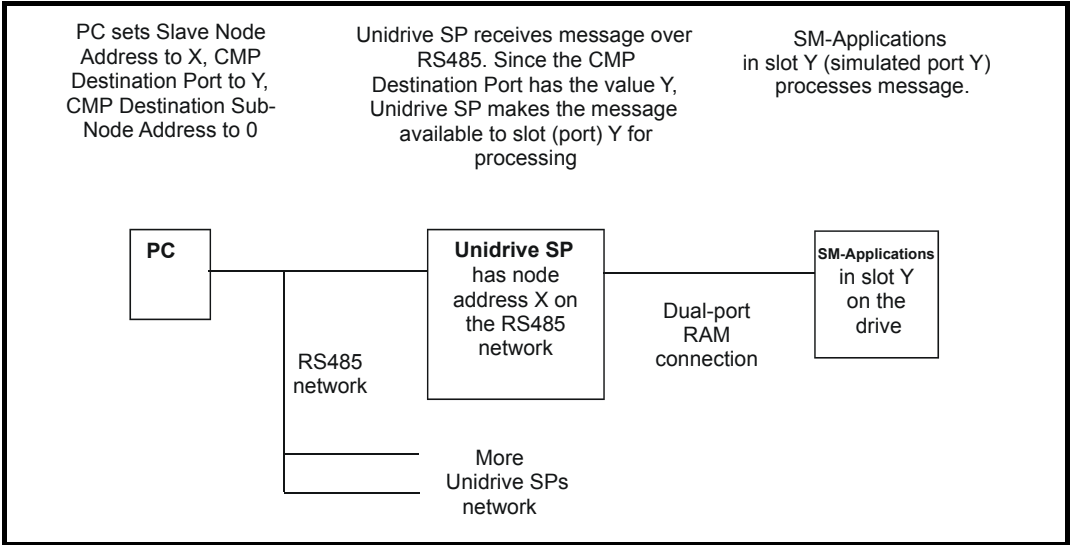 PC sets Slave Node
Address to X, CMP
Destination Port to Y,
CMP Destination Sub-
Node Address to 0
Unidrive SP receives message over
RS485. Since the CMP
Destination Port has the value Y,
Unidrive SP makes the message
available to slot (port) Y for
processing
SM-Applications
in slot Y (simulated port Y)
processes message.
PC
Unidrive SP
has node
address X on
the RS485
network
SM-Applications
in slot Y
on the
drive
RS485
network
Dual-port
RAM
connection
More
Unidrive SPs
network